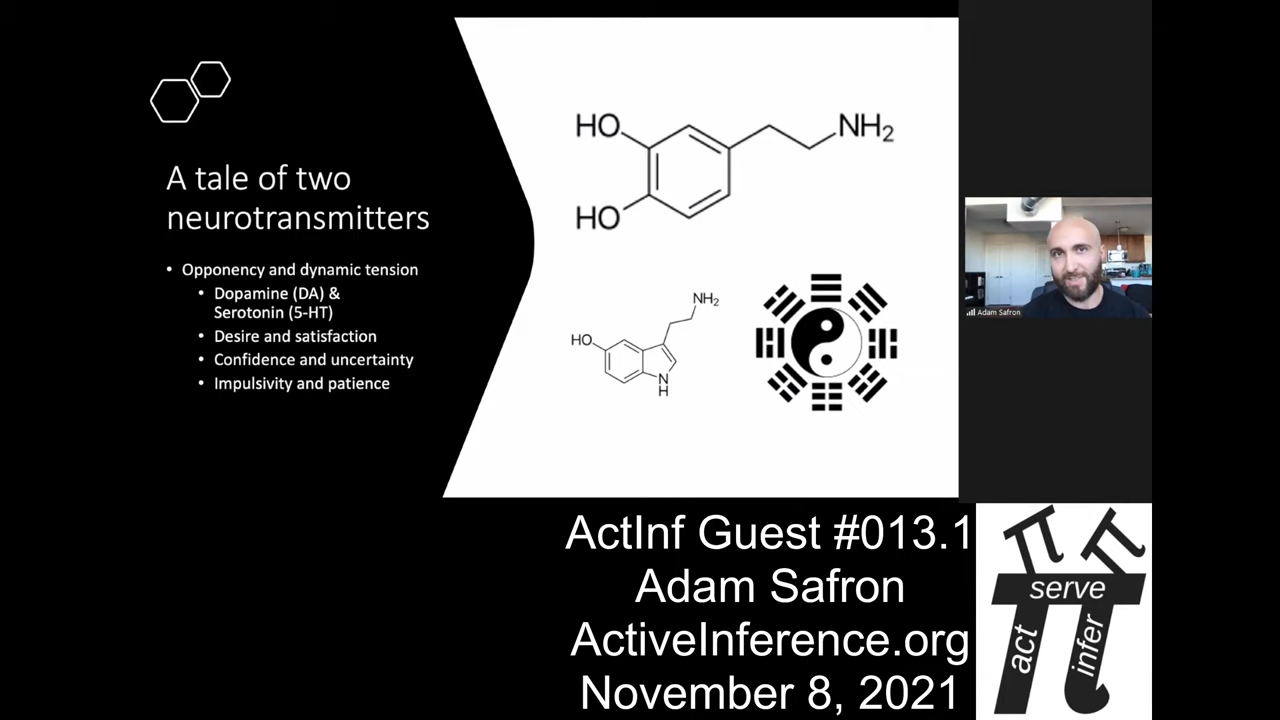 A tale of two
neurotransmitters
• Opponency and dynamic tension
• Dopamine (DA) &
Serotonin (5-HT)
• Desire and satisfaction
• Confidence and uncertainty
• Impulsivity and patience
HO
NH₂
HO
NH₂
HO
N
H
Adam Safron
ActInf Guest #013.1
Adam Safron
ActiveInference.org
November 8, 2021
serve
act
infer